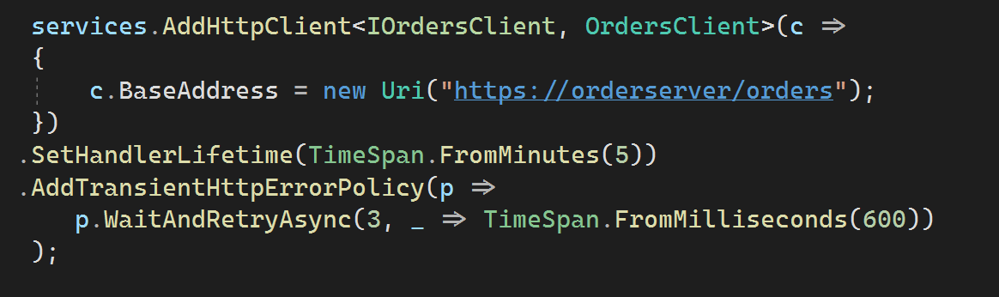 services.AddHttpClient<IOrdersClient, OrdersClient>(c =>
{
    c.BaseAddress = new Uri("https://orderserver/orders");
})
.SetHandlerLifetime(TimeSpan.FromMinutes(5))
.AddTransientHttpErrorPolicy(p =>
    p.WaitAndRetryAsync(3, _ => TimeSpan.FromMilliseconds(600))
);